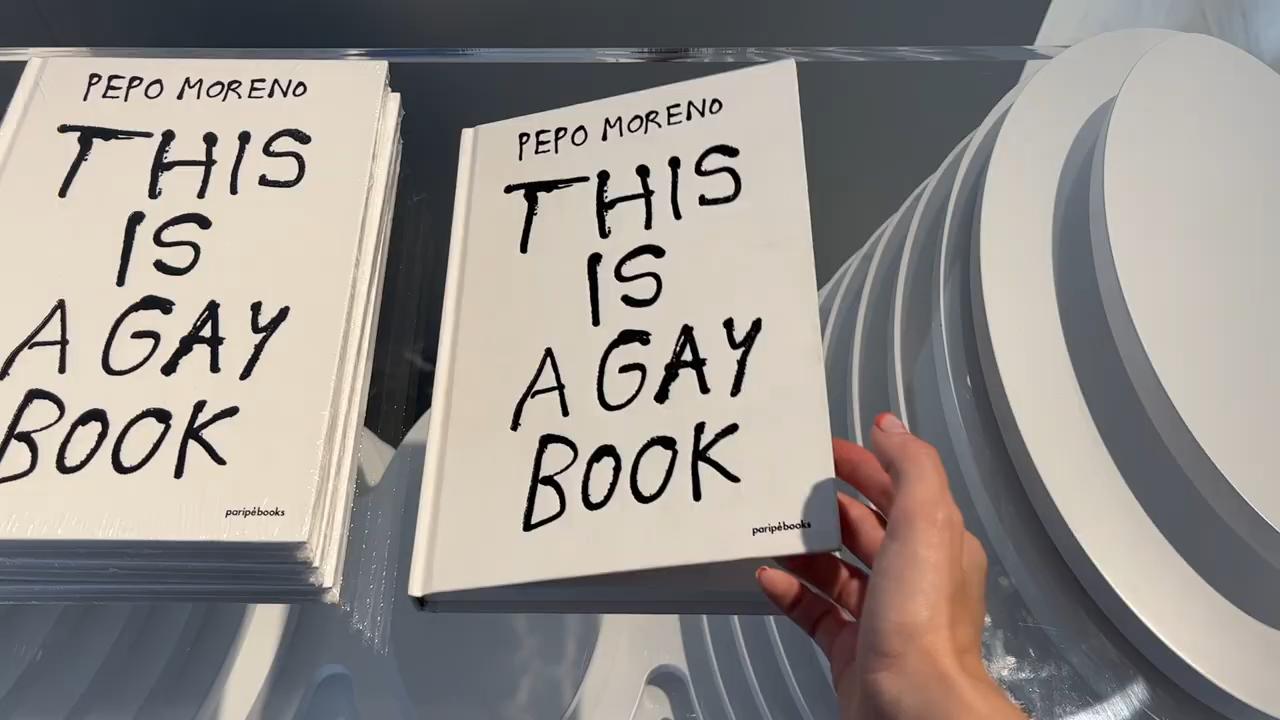 PEPO MORENO
THIS
IS
A GAY
BOOK
paripébooks
PEPO MORENO
THIS
IS
A GAY
BOOK
paripébooks